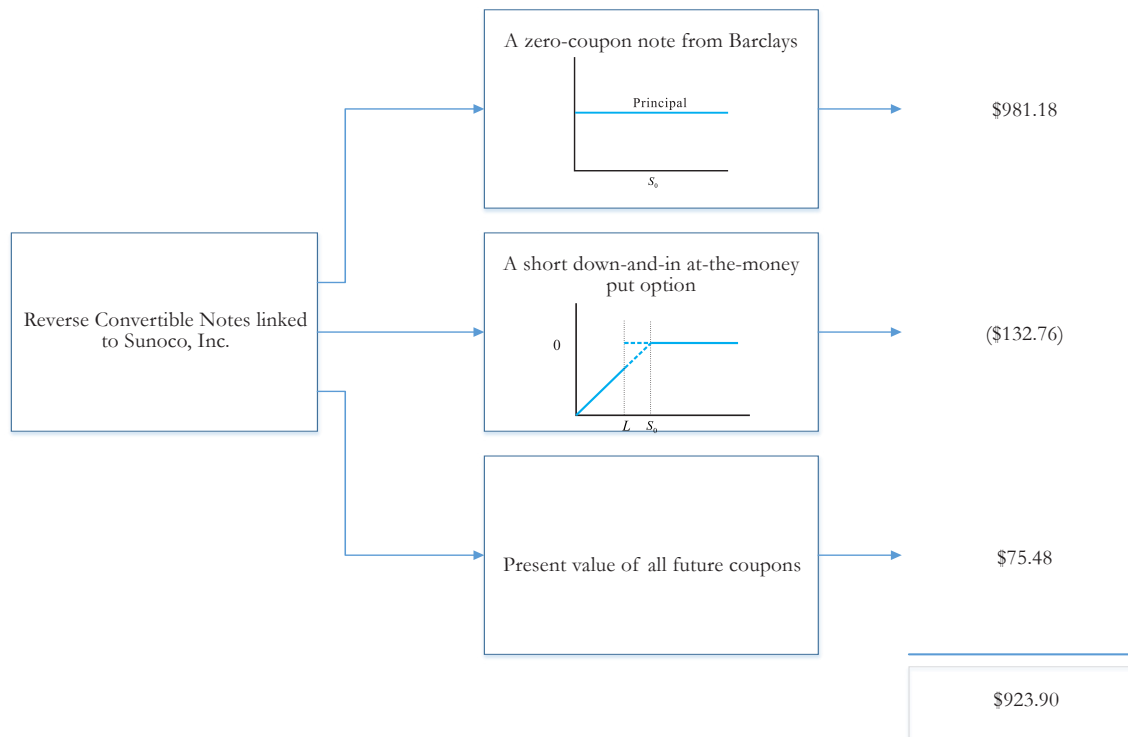 A zero-coupon note from Barclays
Principal
S₀
$981.18
Reverse Convertible Notes linked
to Sunoco, Inc.
A short down-and-in at-the-money
put option
0
L S₀
($132.76)
Present value of all future coupons
$75.48
$923.90